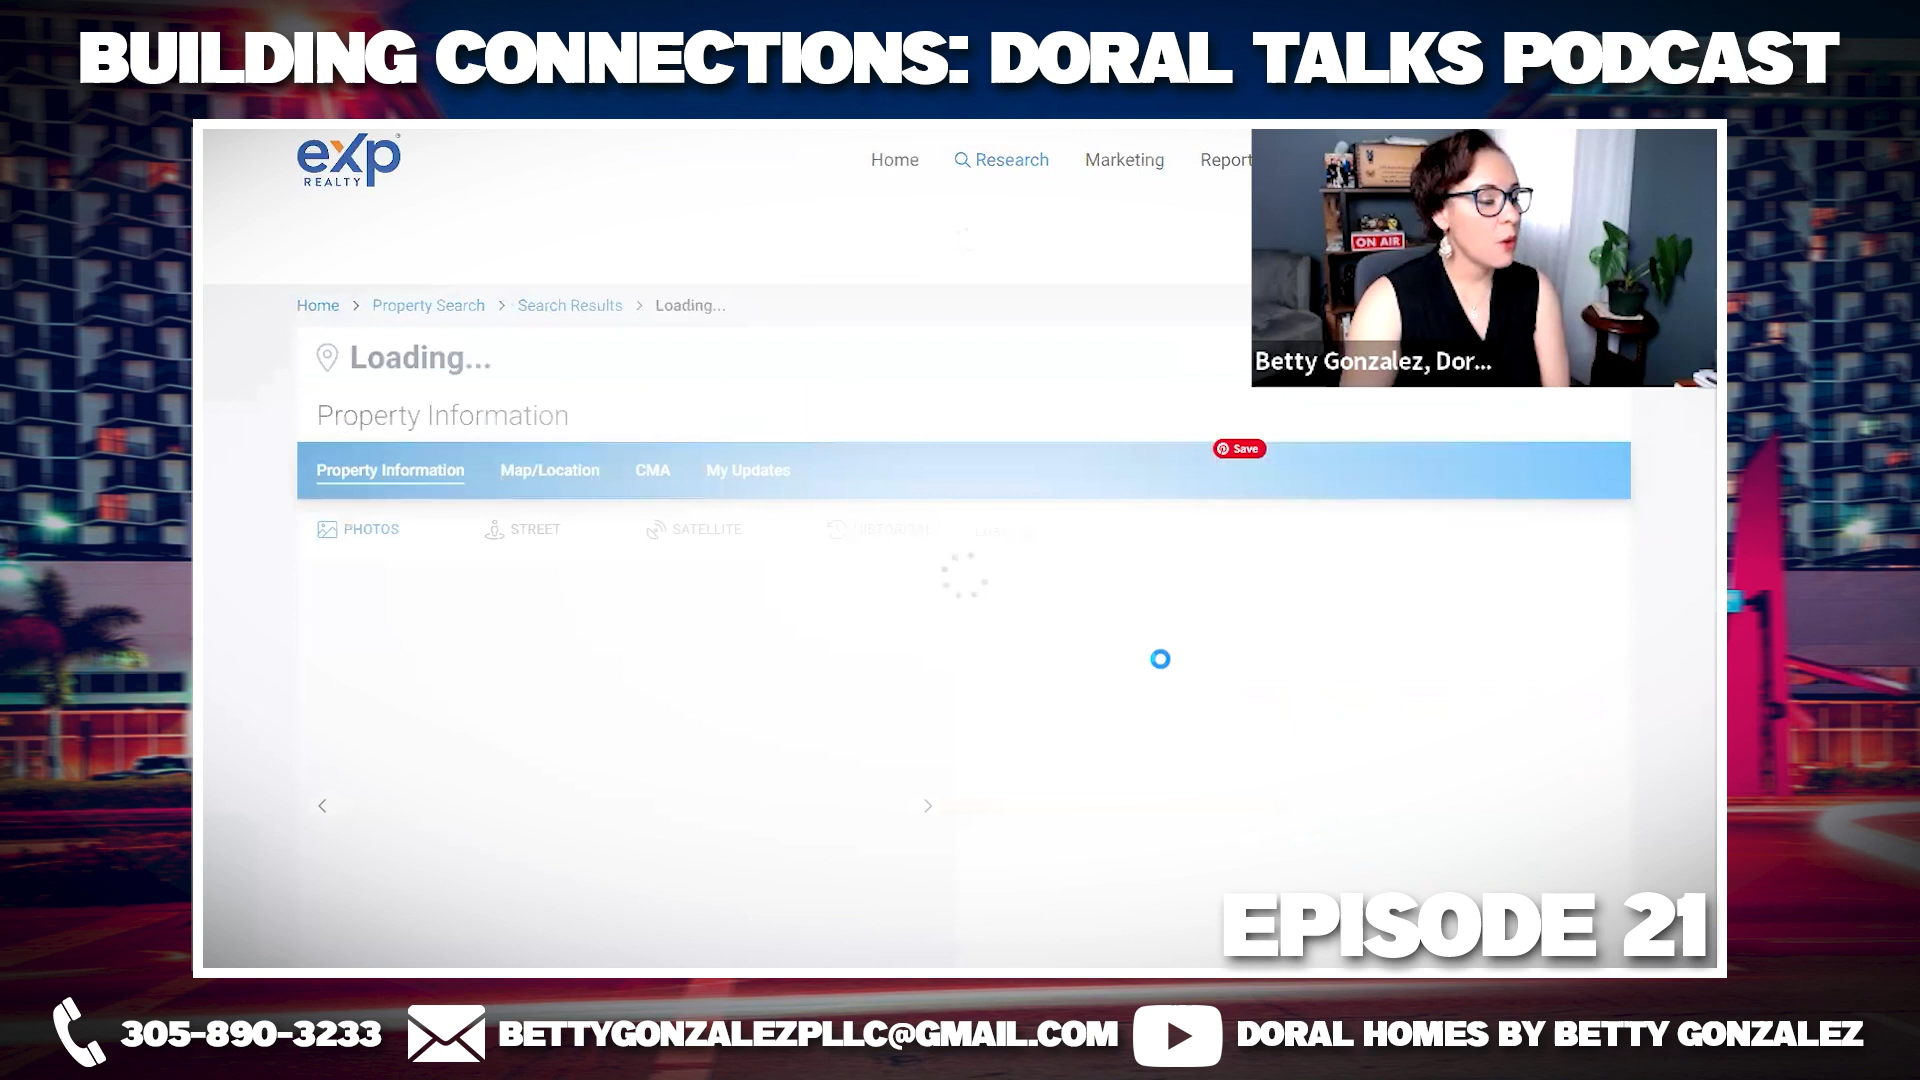 BUILDING CONNECTIONS: DORAL TALKS PODCAST
exp
REALTY
Home Research Marketing Report
ON AIR
Home > Property Search > Search Results > Loading...
Loading...
Betty Gonzalez, Dor...
Property Information
Save
Property Information Map/Location CMA My Updates
PHOTOS STREET SATELLITE HISTORICAL
EPISODE 21
305-890-3233 BETTYGONZALEZPLLC@GMAIL.COM DORAL HOMES BY BETTY GONZALEZ